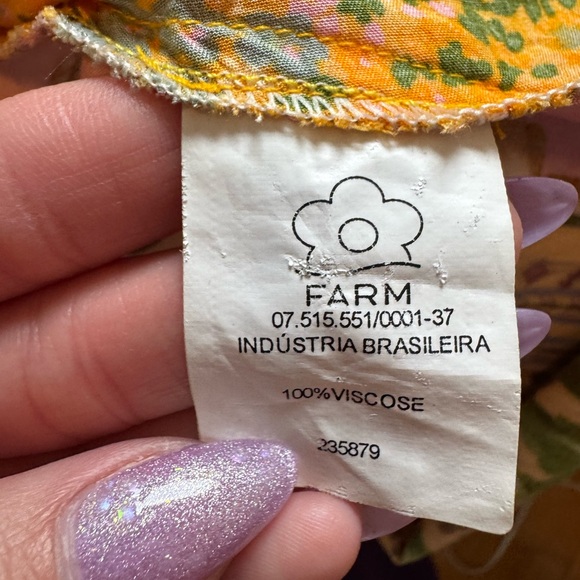 FARM
07.515.551/0001-37
INDÚSTRIA BRASILEIRA
100%VISCOSE
235879